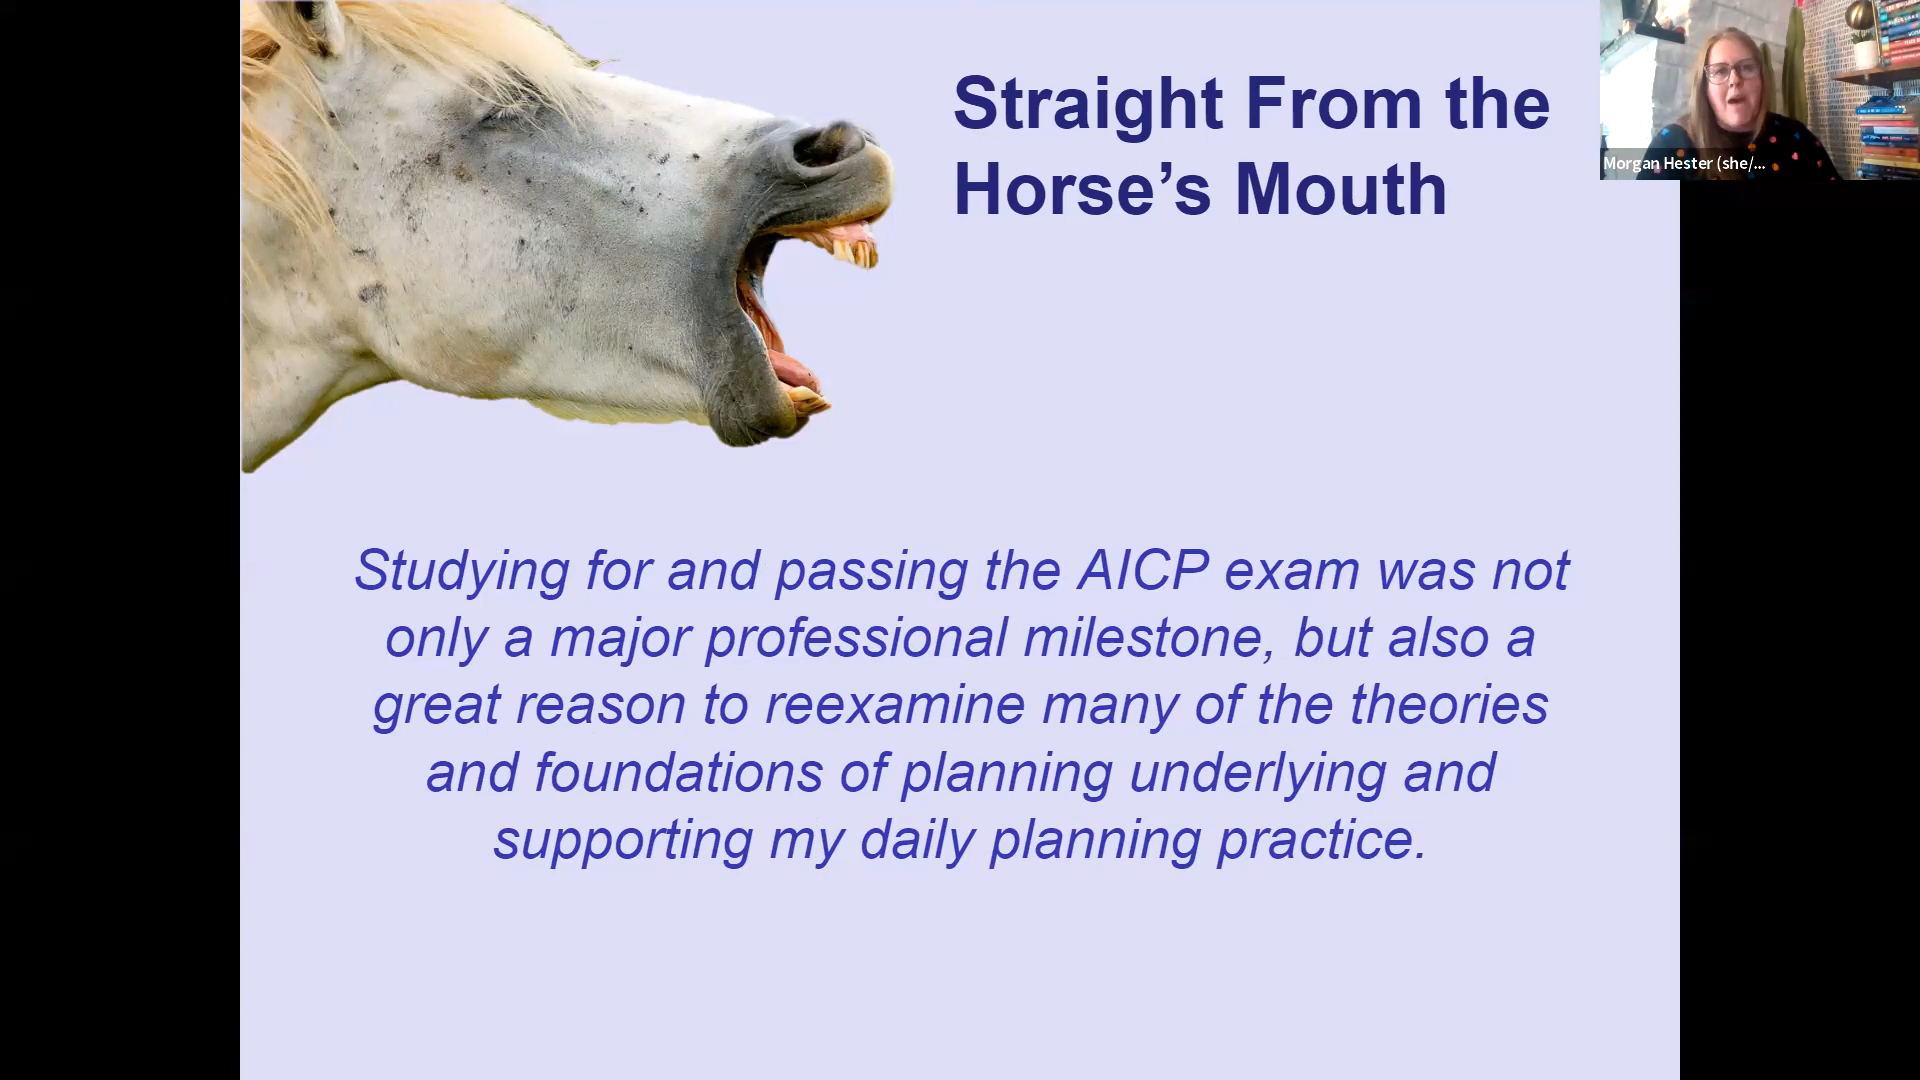 Straight From the
Horse's Mouth
Morgan Hester (she/...
Studying for and passing the AICP exam was not
only a major professional milestone, but also a
great reason to reexamine many of the theories
and foundations of planning underlying and
supporting my daily planning practice.